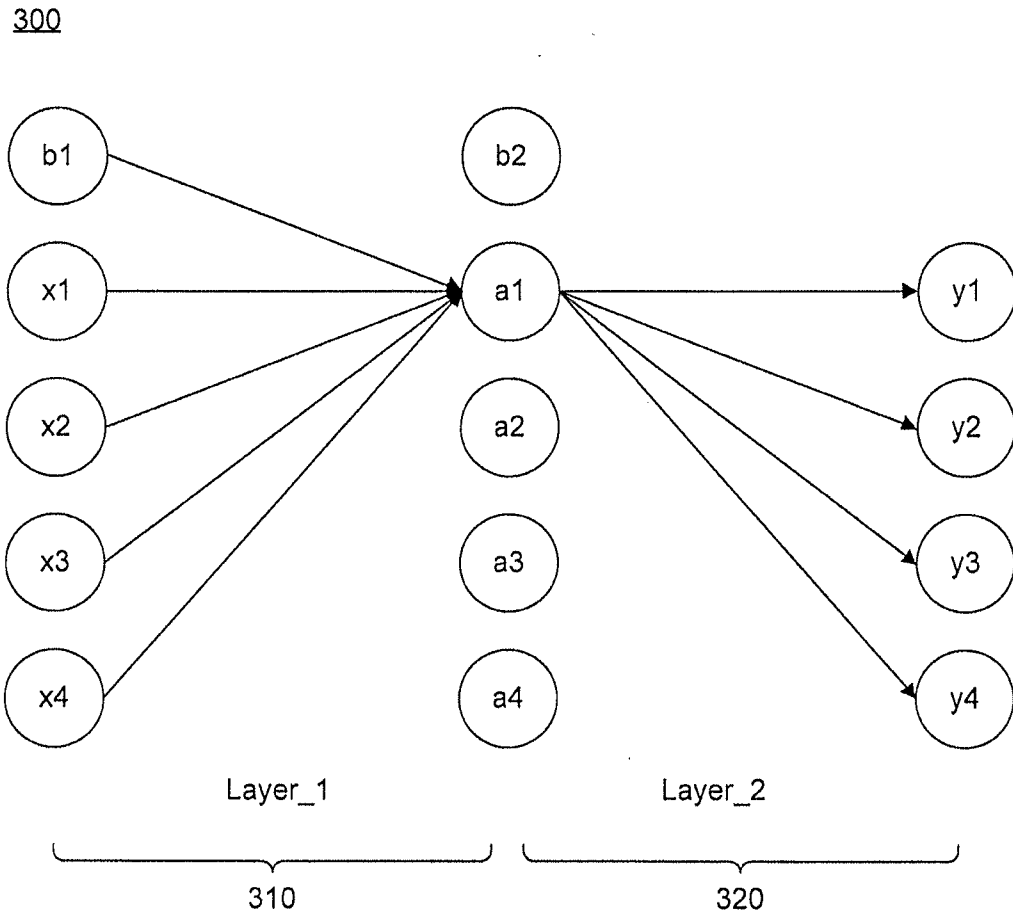 300
b1
b2
x1
a1
y1
x2
a2
y2
x3
a3
y3
x4
a4
y4
Layer_1
Layer_2
310
320